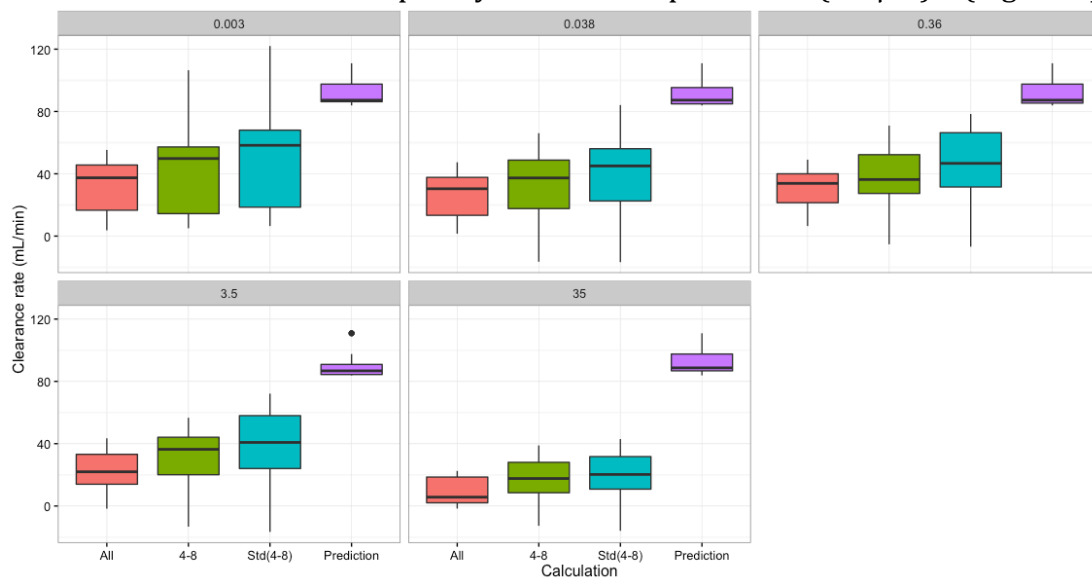 0.003 0.038 0.36
120
80
40
0
3.5 35
120
80
40
0
Clearance rate (mL/min)
All 4-8 Std(4-8) Prediction All 4-8 Std(4-8) Prediction
Calculation